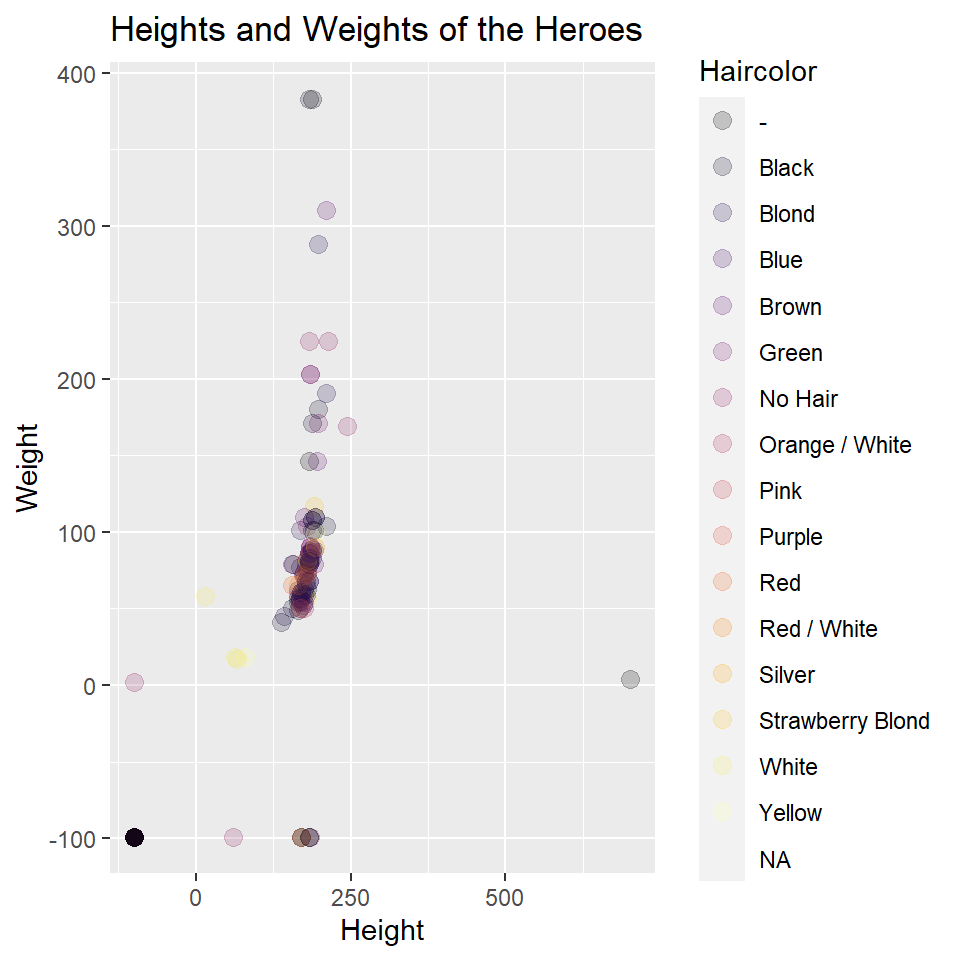 Heights and Weights of the Heroes
400
300
200
100
0
-100
Weight
0 250 500
Height
Haircolor
-
Black
Blond
Blue
Brown
Green
No Hair
Orange / White
Pink
Purple
Red
Red / White
Silver
Strawberry Blond
White
Yellow
NA